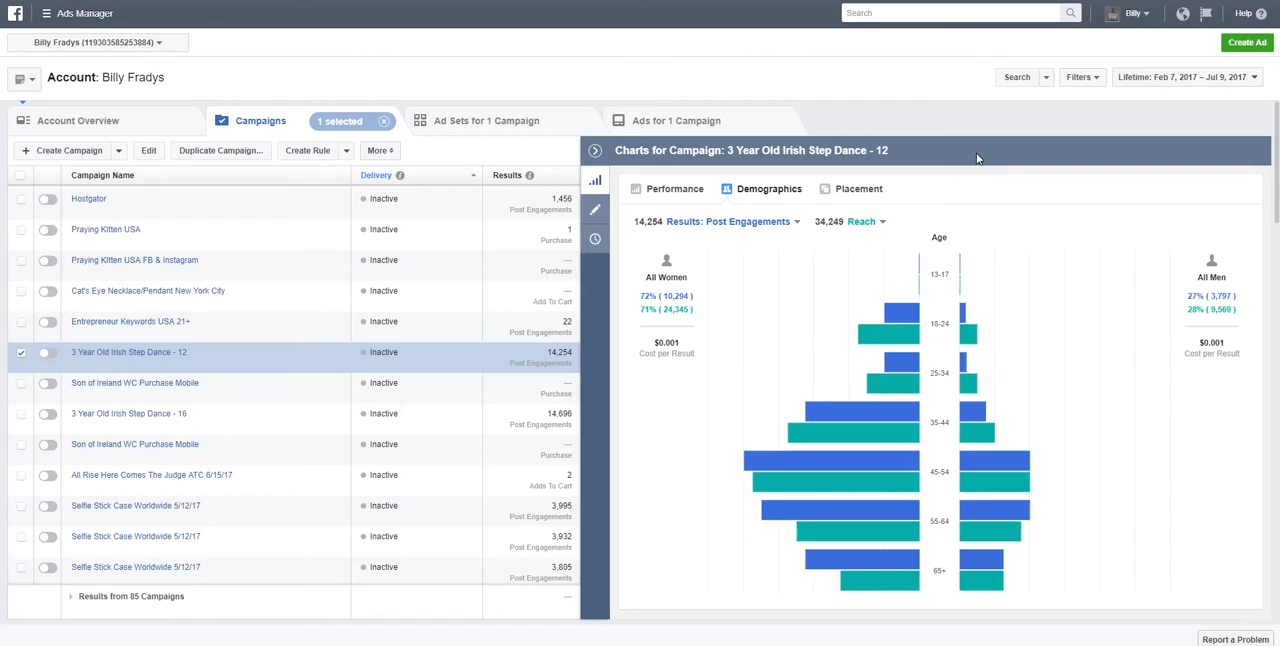 f Ads Manager Search Billy Help ?
Billy Fradys (119303585253884)
Create Ad
Account: Billy Fradys
Search Filters Lifetime: Feb 7, 2017 – Jul 9, 2017
Account Overview Campaigns 1 selected Ad Sets for 1 Campaign Ads for 1 Campaign
+ Create Campaign Edit Duplicate Campaign... Create Rule More
Charts for Campaign: 3 Year Old Irish Step Dance - 12
Campaign Name Delivery Results
Performance Demographics Placement
Hostgator Inactive 1,456
Post Engagements
Praying Kitten USA Inactive 1
Purchase
Praying Kitten USA FB & Instagram Inactive —
Purchase
Cat's Eye Necklace/Pendant New York City Inactive —
Add To Cart
Entrepreneur Keywords USA 21+ Inactive 22
Post Engagements
3 Year Old Irish Step Dance - 12 Inactive 14,254
Post Engagements
Son of Ireland WC Purchase Mobile Inactive —
Purchase
3 Year Old Irish Step Dance - 16 Inactive 14,696
Post Engagements
Son of Ireland WC Purchase Mobile Inactive —
Purchase
All Rise Here Comes The Judge ATC 6/15/17 Inactive 2
Adds To Cart
Selfie Stick Case Worldwide 5/12/17 Inactive 3,995
Post Engagements
Selfie Stick Case Worldwide 5/12/17 Inactive 3,932
Post Engagements
Selfie Stick Case Worldwide 5/12/17 Inactive 3,805
Post Engagements
Results from 85 Campaigns —
14,254 Results: Post Engagements 34,249 Reach
Age
All Women
72% ( 10,294 )
71% ( 24,345 )
$0.001
Cost per Result
13-17
18-24
25-34
35-44
45-54
55-64
65+
All Men
27% ( 3,797 )
28% ( 9,569 )
$0.001
Cost per Result
Report a Problem